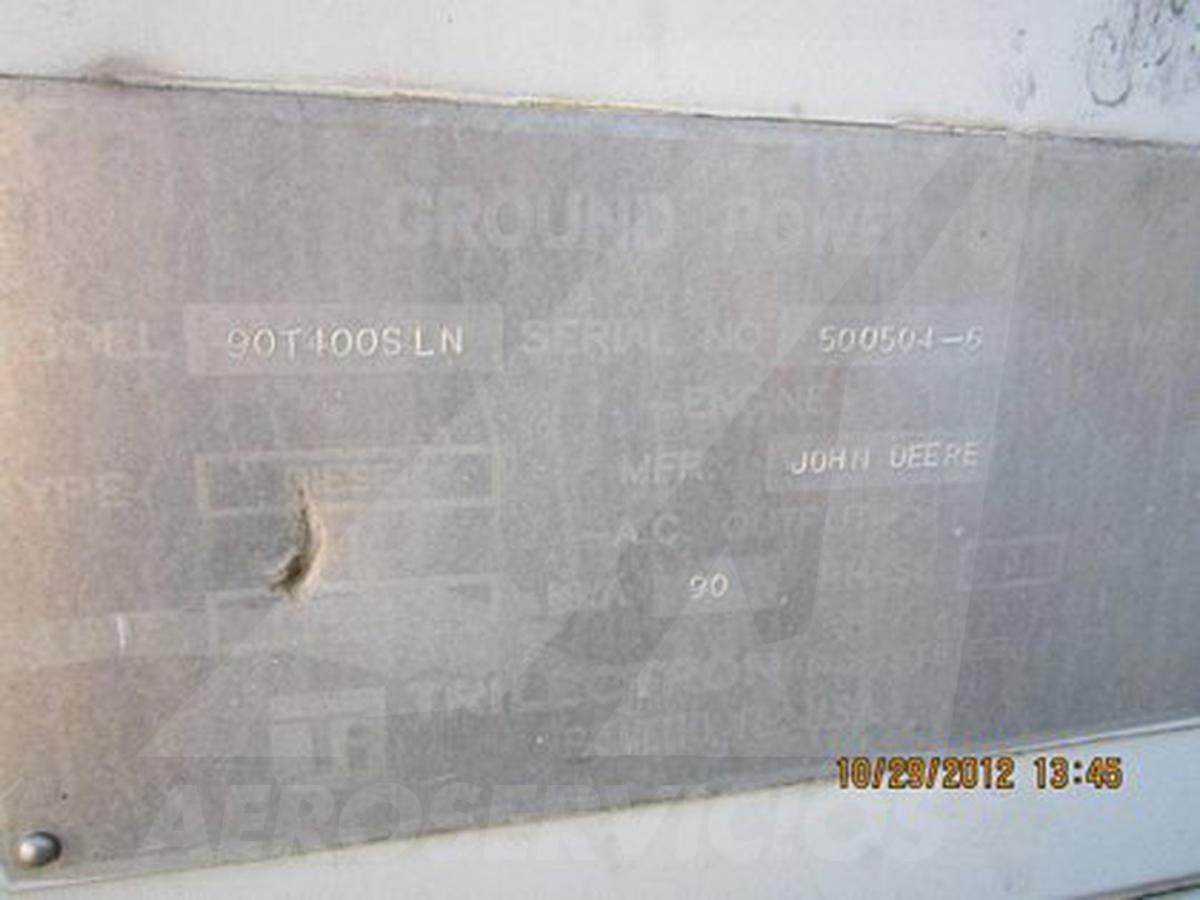 GROUND POWER UNIT
MODEL 90T400SLN SERIAL NO 500504-6
ENGINE
TYPE DIESEL MFR. JOHN DEERE
A.C. OUTPUT
KVA 90 PHASE
TRILECTRON
AEROSERVICIOS
10/29/2012 13:45